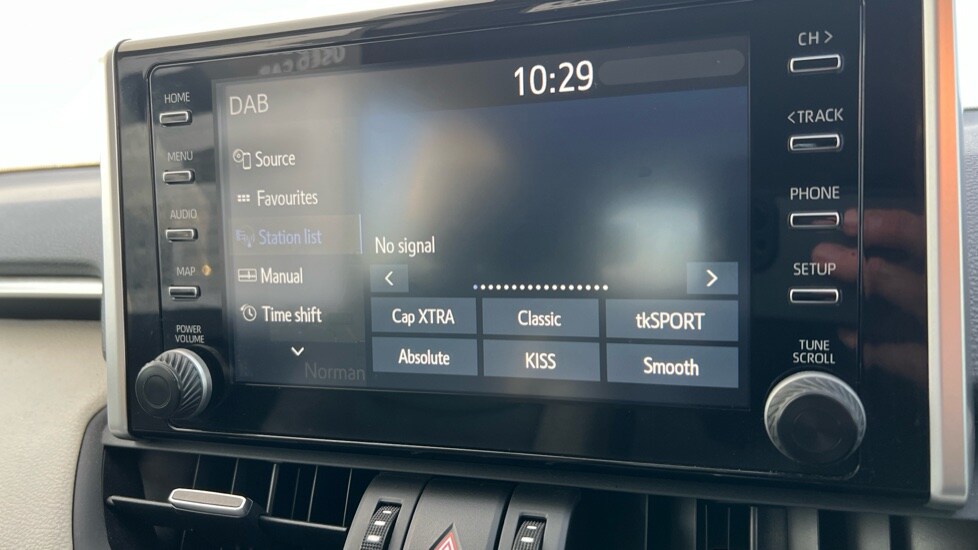 10:29
DAB
Source
Favourites
Station list
Manual
Time shift
Norman
No signal
Cap XTRA
Classic
tkSPORT
Absolute
KISS
Smooth
HOME
MENU
AUDIO
MAP
POWER
VOLUME
CH >
< TRACK
PHONE
SETUP
TUNE
SCROLL